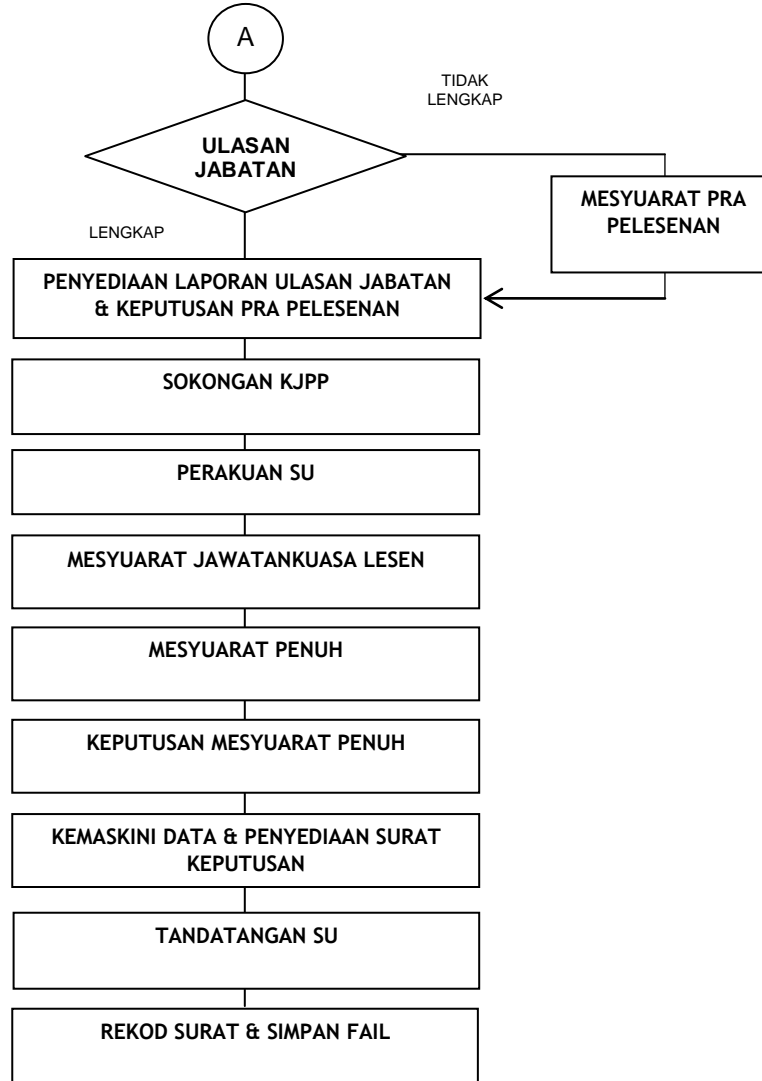 A
TIDAK
LENGKAP
ULASAN
JABATAN
MESYUARAT PRA
PELESENAN
LENGKAP
PENYEDIAAN LAPORAN ULASAN JABATAN
& KEPUTUSAN PRA PELESENAN
SOKONGAN KJPP
PERAKUAN SU
MESYUARAT JAWATANKUASA LESEN
MESYUARAT PENUH
KEPUTUSAN MESYUARAT PENUH
KEMASKINI DATA & PENYEDIAAN SURAT
KEPUTUSAN
TANDATANGAN SU
REKOD SURAT & SIMPAN FAIL